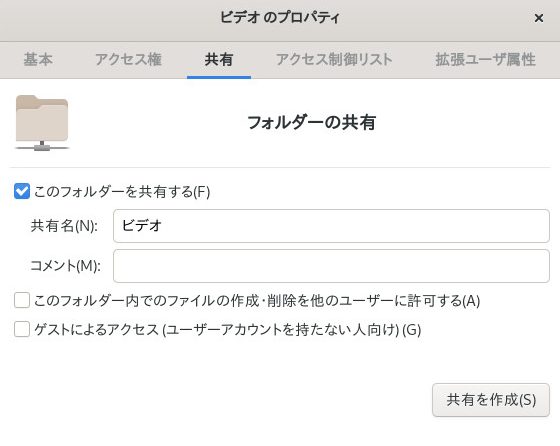 ビデオ のプロパティ
×
基本 アクセス権 共有 アクセス制御リスト 拡張ユーザ属性
フォルダーの共有
このフォルダーを共有する(F)
共有名(N): ビデオ
コメント(M):
このフォルダー内でのファイルの作成・削除を他のユーザーに許可する(A)
ゲストによるアクセス (ユーザーアカウントを持たない人向け) (G)
共有を作成(S)